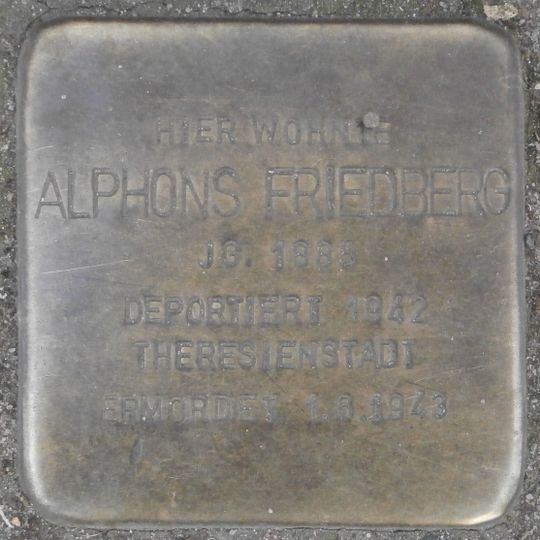 HIER WOHNTE
ALPHONS FRIEDBERG
JG.
DEPORTIERT 1942
THERESIENSTADT
ERMORDET